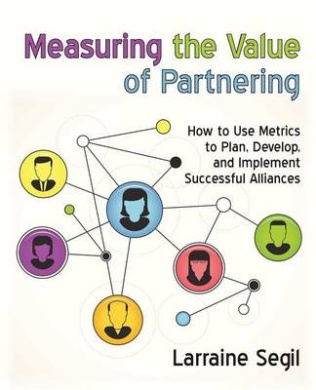 Measuring the Value
of Partnering
How to Use Metrics
to Plan, Develop,
and Implement
Successful Alliances
Larraine Segil